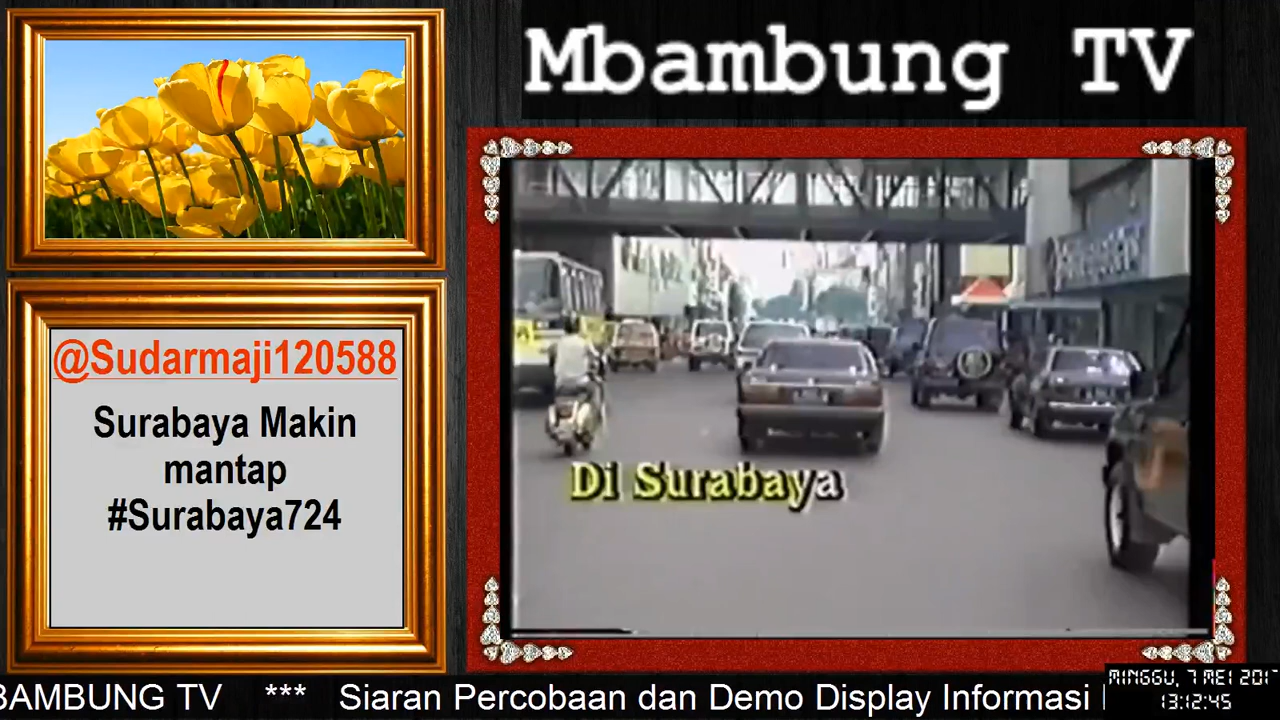 Mbambung TV
@Sudarmaji120588
Surabaya Makin
mantap
#Surabaya724
Di Surabaya
BAMBUNG TV *** Siaran Percobaan dan Demo Display Informasi
MINGGU, 7 MEI 2017
13:12:45